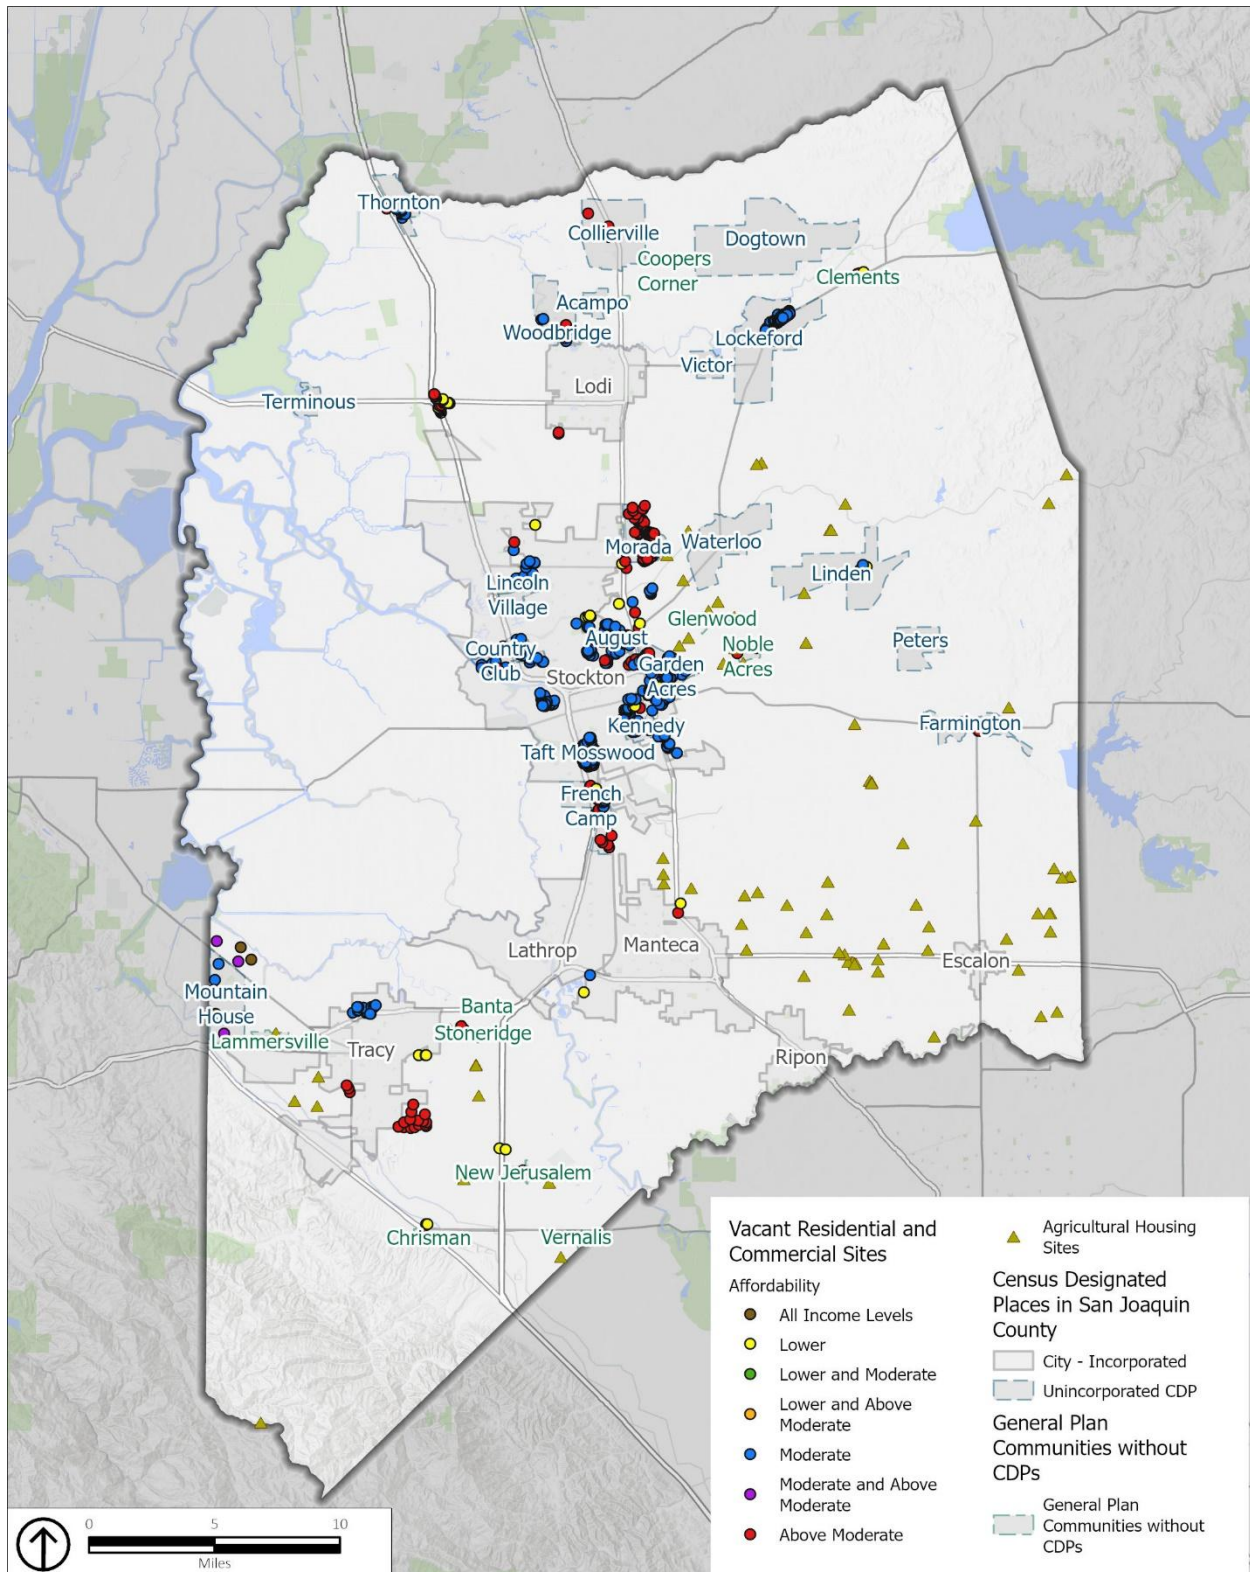 Thornton
Collierville
Dogtown
Coopers
Corner
Clements
Acampo
Woodbridge
Lockeford
Victor
Lodi
Terminous
Morada
Waterloo
Linden
Lincoln
Village
Glenwood
August
Peters
Noble
Acres
Country
Club
Garden
Acres
Stockton
Kennedy
Farmington
Taft Mosswood
French
Camp
Lathrop
Manteca
Escalon
Mountain
House
Banta
Stoneridge
Lammersville
Tracy
Ripon
New Jerusalem
Chrisman
Vernalis
Vacant Residential and
Commercial Sites
Affordability
All Income Levels
Lower
Lower and Moderate
Lower and Above
Moderate
Moderate
Moderate and Above
Moderate
Above Moderate
Agricultural Housing
Sites
Census Designated
Places in San Joaquin
County
City - Incorporated
Unincorporated CDP
General Plan
Communities without
CDPs
General Plan
Communities without
CDPs
0 5 10
Miles